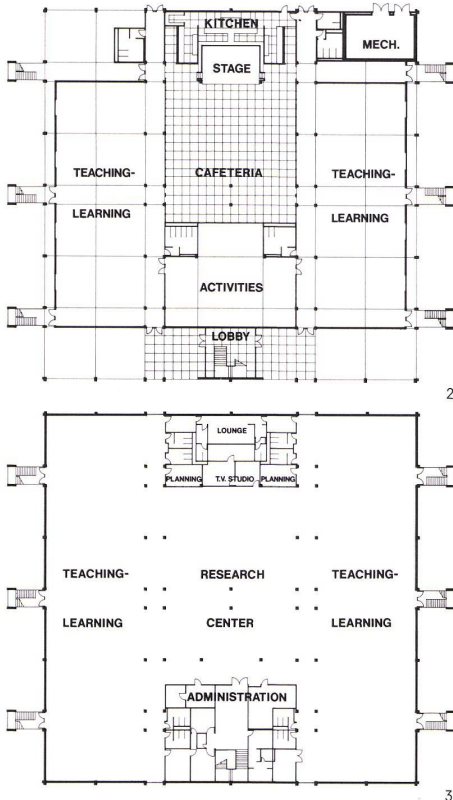 KITCHEN
MECH.
STAGE
TEACHING-
LEARNING
CAFETERIA
TEACHING-
LEARNING
ACTIVITIES
LOBBY
2
LOUNGE
PLANNING
T.V. STUDIO
PLANNING
TEACHING-
LEARNING
RESEARCH
CENTER
TEACHING-
LEARNING
ADMINISTRATION
3